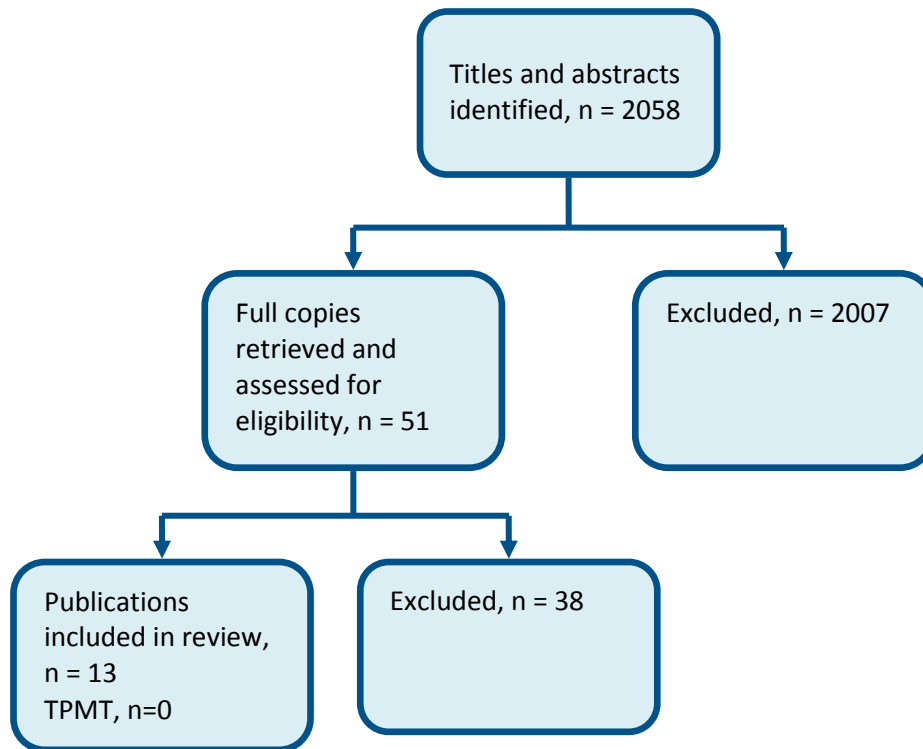 Titles and abstracts
identified, n = 2058
Full copies
retrieved and
assessed for
eligibility, n = 51
Excluded, n = 2007
Publications
included in review,
n = 13
TPMT, n=0
Excluded, n = 38